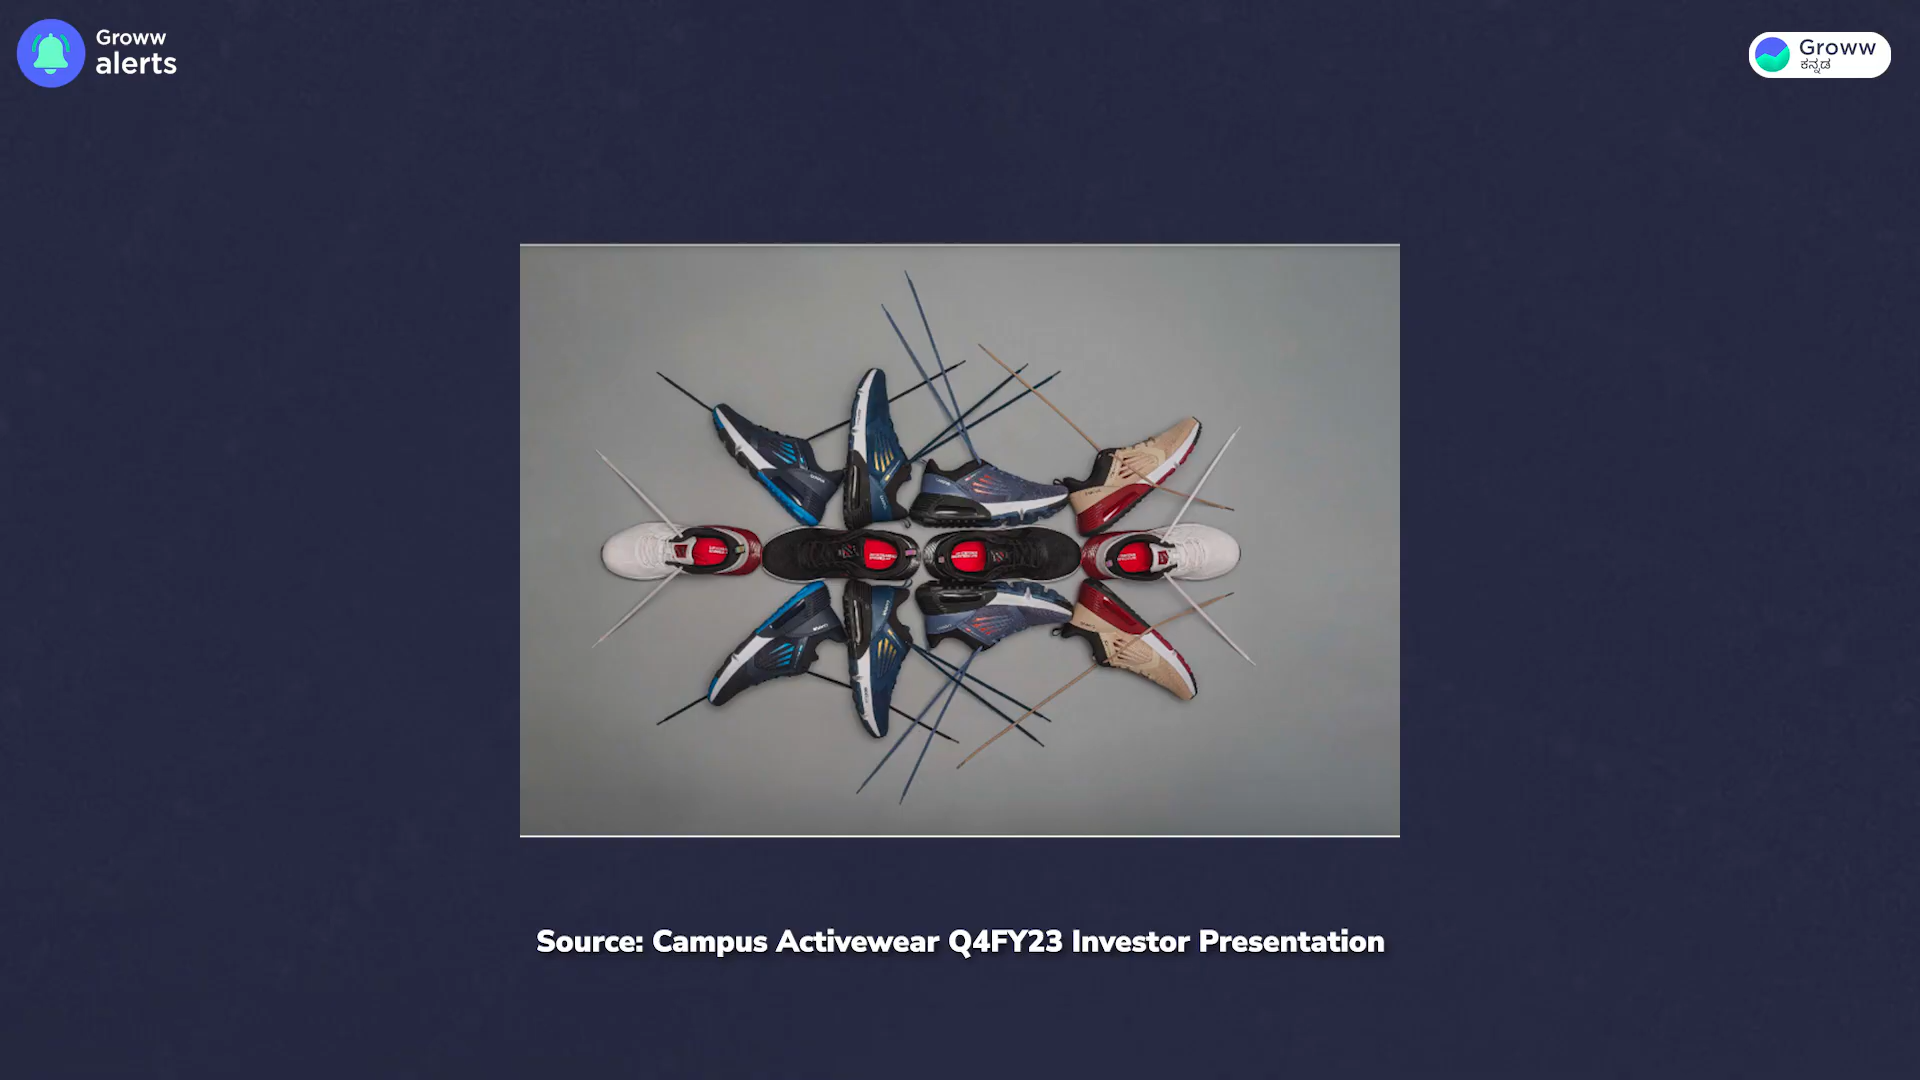 Groww
alerts
Groww
ಕನ್ನಡ
Source: Campus Activewear Q4FY23 Investor Presentation